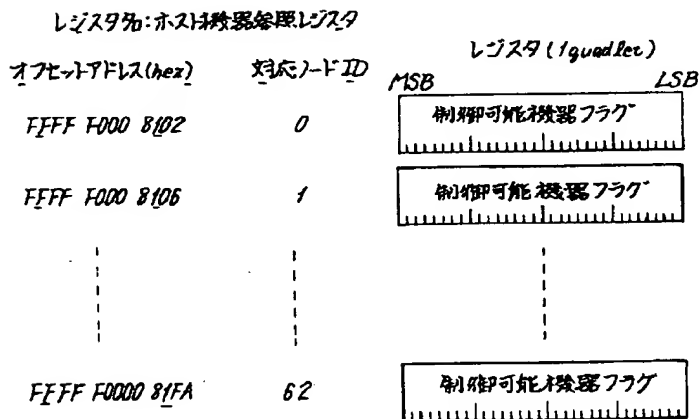 レジスタ名:ホスト機器参照レジスタ
オフセットアドレス(hex) 対応ノードID レジスタ(1quadlet)
MSB LSB
FFFF F000 8102 0 制御可能機器フラグ
FFFF F000 8106 1 制御可能機器フラグ
FFFF F0000 81FA 62 制御可能機器フラグ